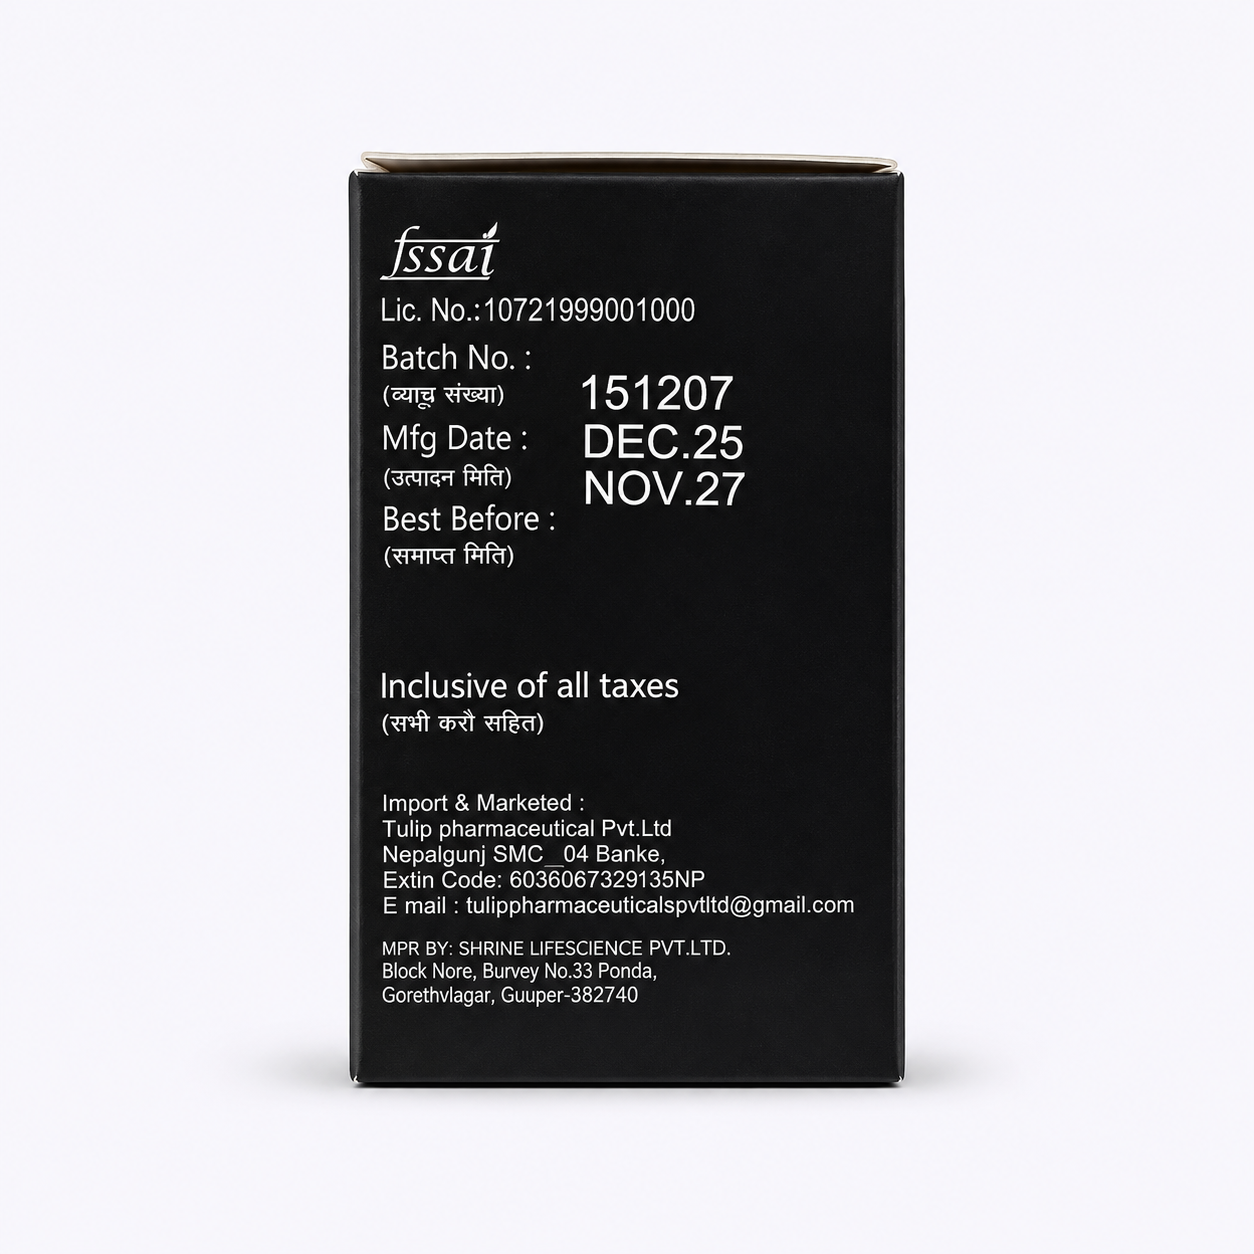 fssai
Lic. No.:10721999001000
Batch No. :
(व्याचू संख्या)
151207
Mfg Date :
DEC.25
(उत्पादन मिति)
NOV.27
Best Before :
(समाप्त मिति)
Inclusive of all taxes
(सभी करौ सहित)
Import & Marketed :
Tulip pharmaceutical Pvt.Ltd
Nepalgunj SMC__04 Banke,
Extin Code: 6036067329135NP
E mail : tulippharmaceuticalspvtltd@gmail.com
MPR BY: SHRINE LIFESCIENCE PVT.LTD.
Block Nore, Burvey No.33 Ponda,
Gorethvlagar, Guuper-382740